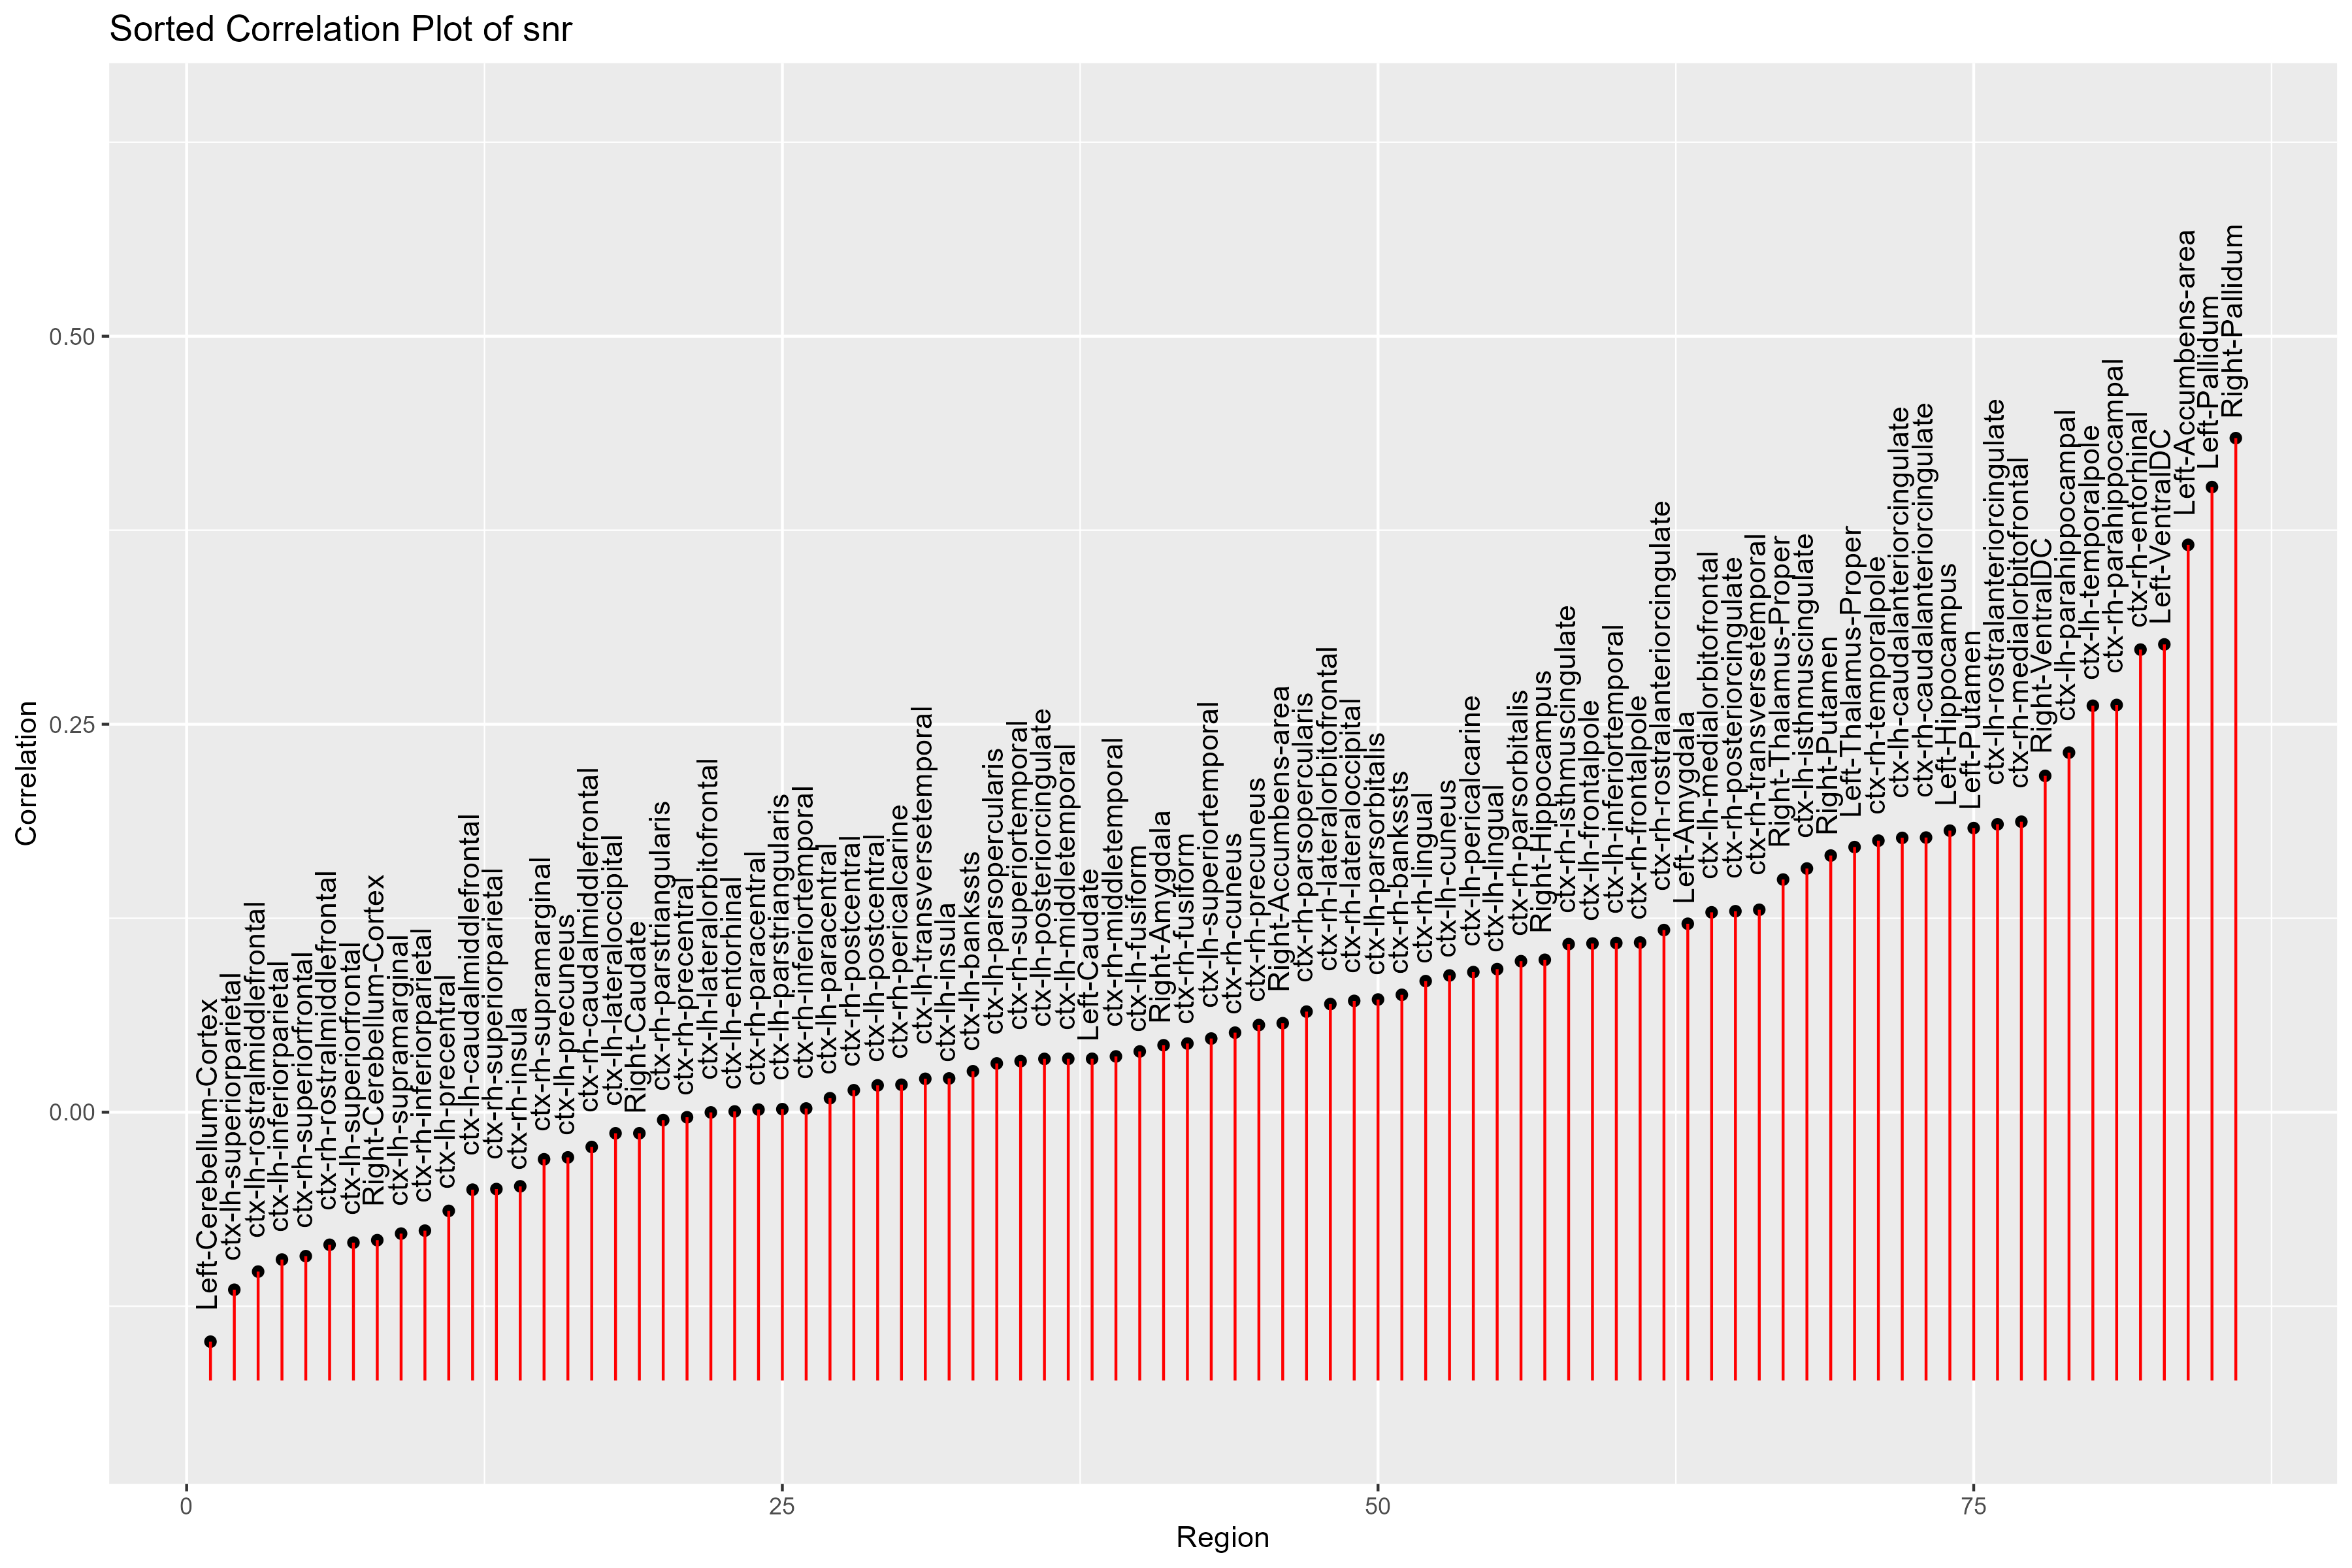 Sorted Correlation Plot of snr
Correlation
0.50
0.25
0.00
Left-Cerebellum-Cortex
ctx-lh-superiorparietal
ctx-lh-rostralmiddlefrontal
ctx-lh-inferiorparietal
ctx-rh-superiorfrontal
ctx-rh-rostralmiddlefrontal
ctx-lh-superiorfrontal
Right-Cerebellum-Cortex
ctx-lh-supramarginal
ctx-rh-inferiorparietal
ctx-lh-precentral
ctx-lh-caudalmiddlefrontal
ctx-rh-superiorparietal
ctx-rh-insula
ctx-rh-supramarginal
ctx-lh-precuneus
ctx-rh-caudalmiddlefrontal
ctx-lh-lateraloccipital
Right-Caudate
ctx-rh-parstriangularis
ctx-rh-precentral
ctx-lh-lateralorbitofrontal
ctx-lh-entorhinal
ctx-rh-paracentral
ctx-lh-parstriangularis
ctx-rh-inferiortemporal
ctx-lh-paracentral
ctx-rh-postcentral
ctx-lh-postcentral
ctx-rh-pericalcarine
ctx-lh-transversetemporal
ctx-lh-insula
ctx-lh-bankssts
ctx-lh-parsopercularis
ctx-rh-superiortemporal
ctx-lh-posteriorcingulate
ctx-lh-middletemporal
Left-Caudate
ctx-rh-middletemporal
ctx-lh-fusiform
Right-Amygdala
ctx-rh-fusiform
ctx-lh-superiortemporal
ctx-rh-cuneus
ctx-rh-precuneus
Right-Accumbens-area
ctx-rh-parsopercularis
ctx-rh-lateralorbitofrontal
ctx-rh-lateraloccipital
ctx-lh-parsorbitalis
ctx-rh-bankssts
ctx-rh-lingual
ctx-lh-cuneus
ctx-lh-pericalcarine
ctx-lh-lingual
ctx-rh-parsorbitalis
Right-Hippocampus
ctx-rh-isthmuscingulate
ctx-lh-frontalpole
ctx-lh-inferiortemporal
ctx-rh-frontalpole
ctx-rh-rostralanteriorcingulate
Left-Amygdala
ctx-lh-medialorbitofrontal
ctx-rh-posteriorcingulate
ctx-rh-transversetemporal
Right-Thalamus-Proper
ctx-lh-isthmuscingulate
Right-Putamen
Left-Thalamus-Proper
ctx-rh-temporalpole
ctx-lh-caudalanteriorcingulate
ctx-rh-caudalanteriorcingulate
Left-Hippocampus
Left-Putamen
ctx-lh-rostralanteriorcingulate
ctx-rh-medialorbitofrontal
Right-VentralDC
ctx-lh-parahippocampal
ctx-lh-temporalpole
ctx-rh-parahippocampal
ctx-rh-entorhinal
Left-VentralDC
Left-Accumbens-area
Left-Pallidum
Right-Pallidum
0
25
50
75
Region